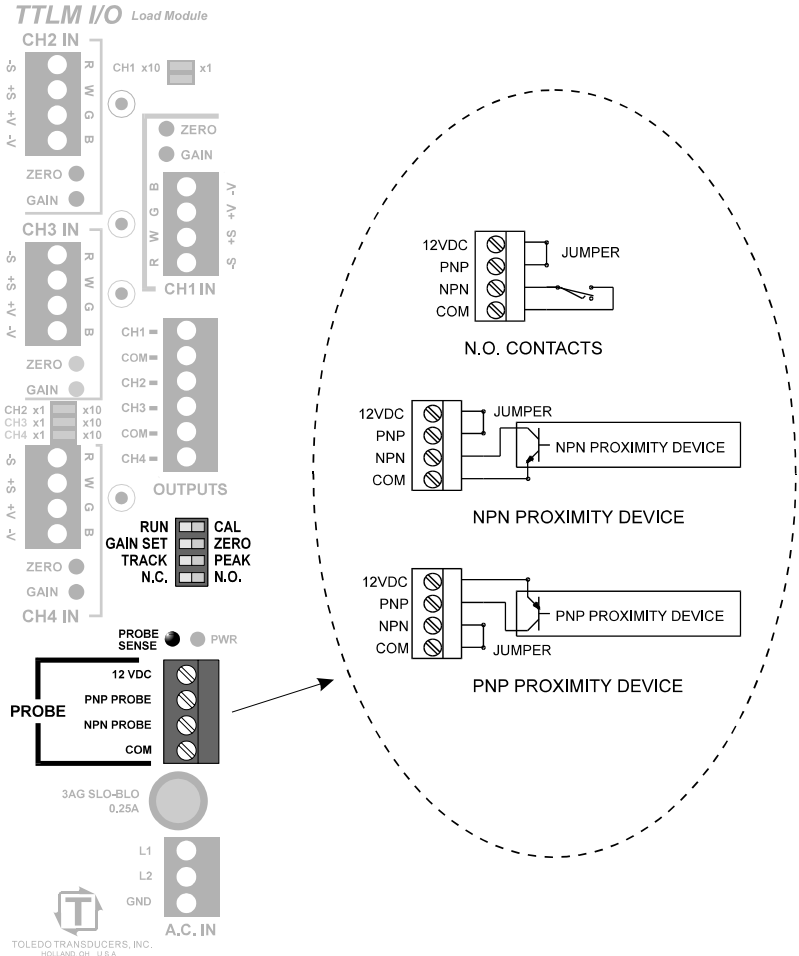 TTLM I/O Load Module
CH2 IN
-S R
+S W
+V G
-V B
ZERO
GAIN
CH1 x10 x1
ZERO
GAIN
B -V
G +V
W +S
R -S
CH1 IN
CH3 IN
-S R
+S W
+V G
-V B
ZERO
GAIN
CH2 x1 x10
CH3 x1 x10
CH4 x1 x10
-S R
+S W
+V G
-V B
ZERO
GAIN
CH4 IN
CH1
COM
CH2
CH3
COM
CH4
OUTPUTS
RUN CAL
GAIN SET ZERO
TRACK PEAK
N.C. N.O.
PROBE
SENSE
PWR
PROBE
12 VDC
PNP PROBE
NPN PROBE
COM
3AG SLO-BLO
0.25A
L1
L2
GND
A.C. IN
T
TOLEDO TRANSDUCERS, INC.
HOLLAND, OH U.S.A.
12VDC
PNP
NPN
COM
JUMPER
N.O. CONTACTS
12VDC
PNP
NPN
COM
JUMPER
NPN PROXIMITY DEVICE
NPN PROXIMITY DEVICE
12VDC
PNP
NPN
COM
JUMPER
PNP PROXIMITY DEVICE
PNP PROXIMITY DEVICE